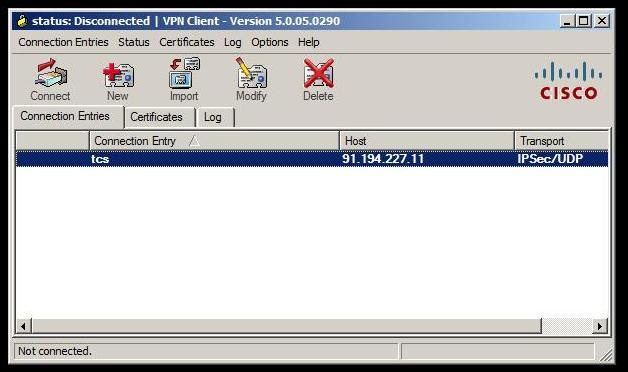 status: Disconnected | VPN Client - Version 5.0.05.0290
Connection Entries Status Certificates Log Options Help
Connect New Import Modify Delete
CISCO
Connection Entries Certificates Log
Connection Entry Host Transport
tcs 91.194.227.11 IPSec/UDP
Not connected.